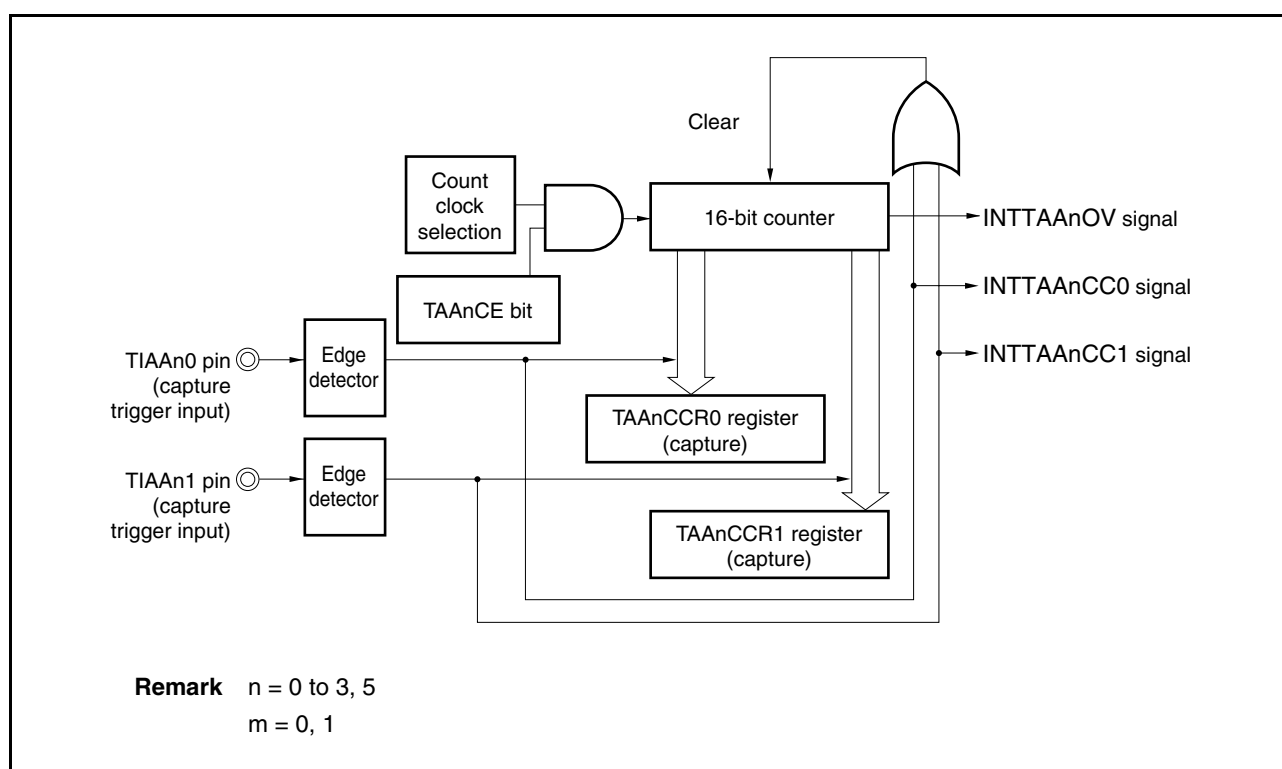 Clear
Count
clock
selection
16-bit counter
INTTAAnOV signal
TAAnCE bit
INTTAAnCC0 signal
TIAAn0 pin
(capture
trigger input)
Edge
detector
INTTAAnCC1 signal
TAAnCCR0 register
(capture)
TIAAn1 pin
(capture
trigger input)
Edge
detector
TAAnCCR1 register
(capture)
Remark n = 0 to 3, 5
m = 0, 1